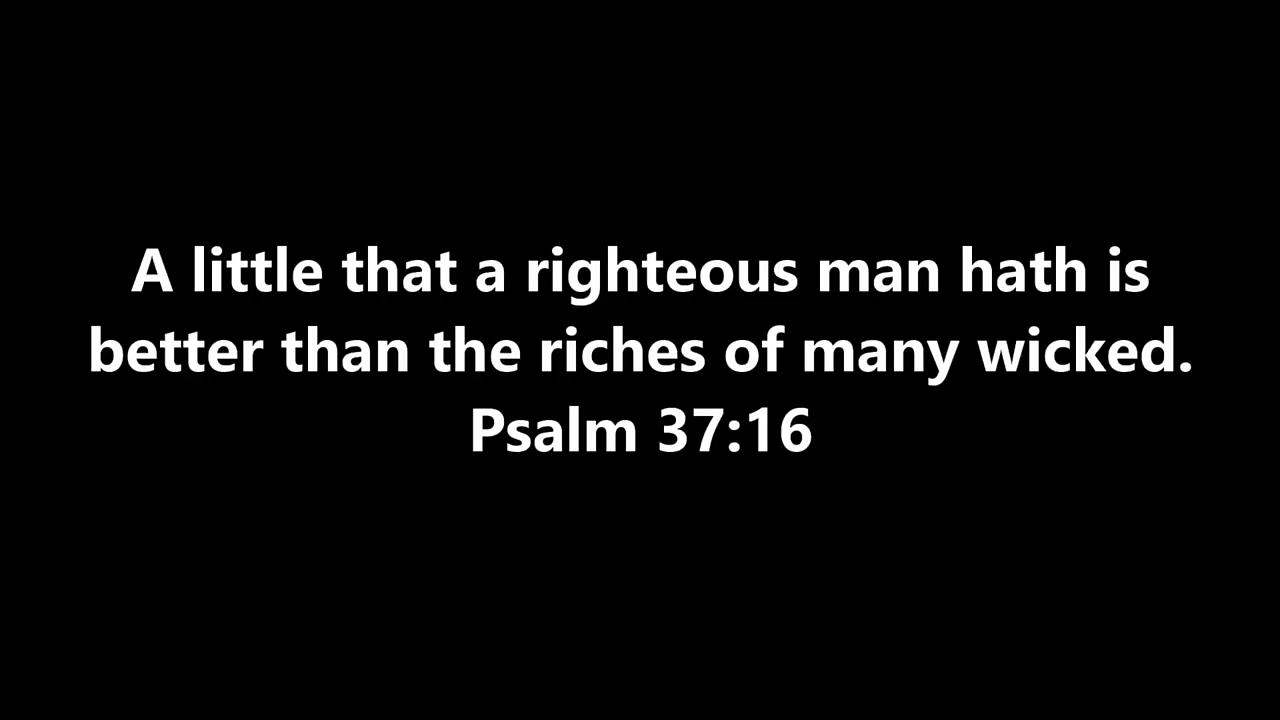 A little that a righteous man hath is
better than the riches of many wicked.
Psalm 37:16